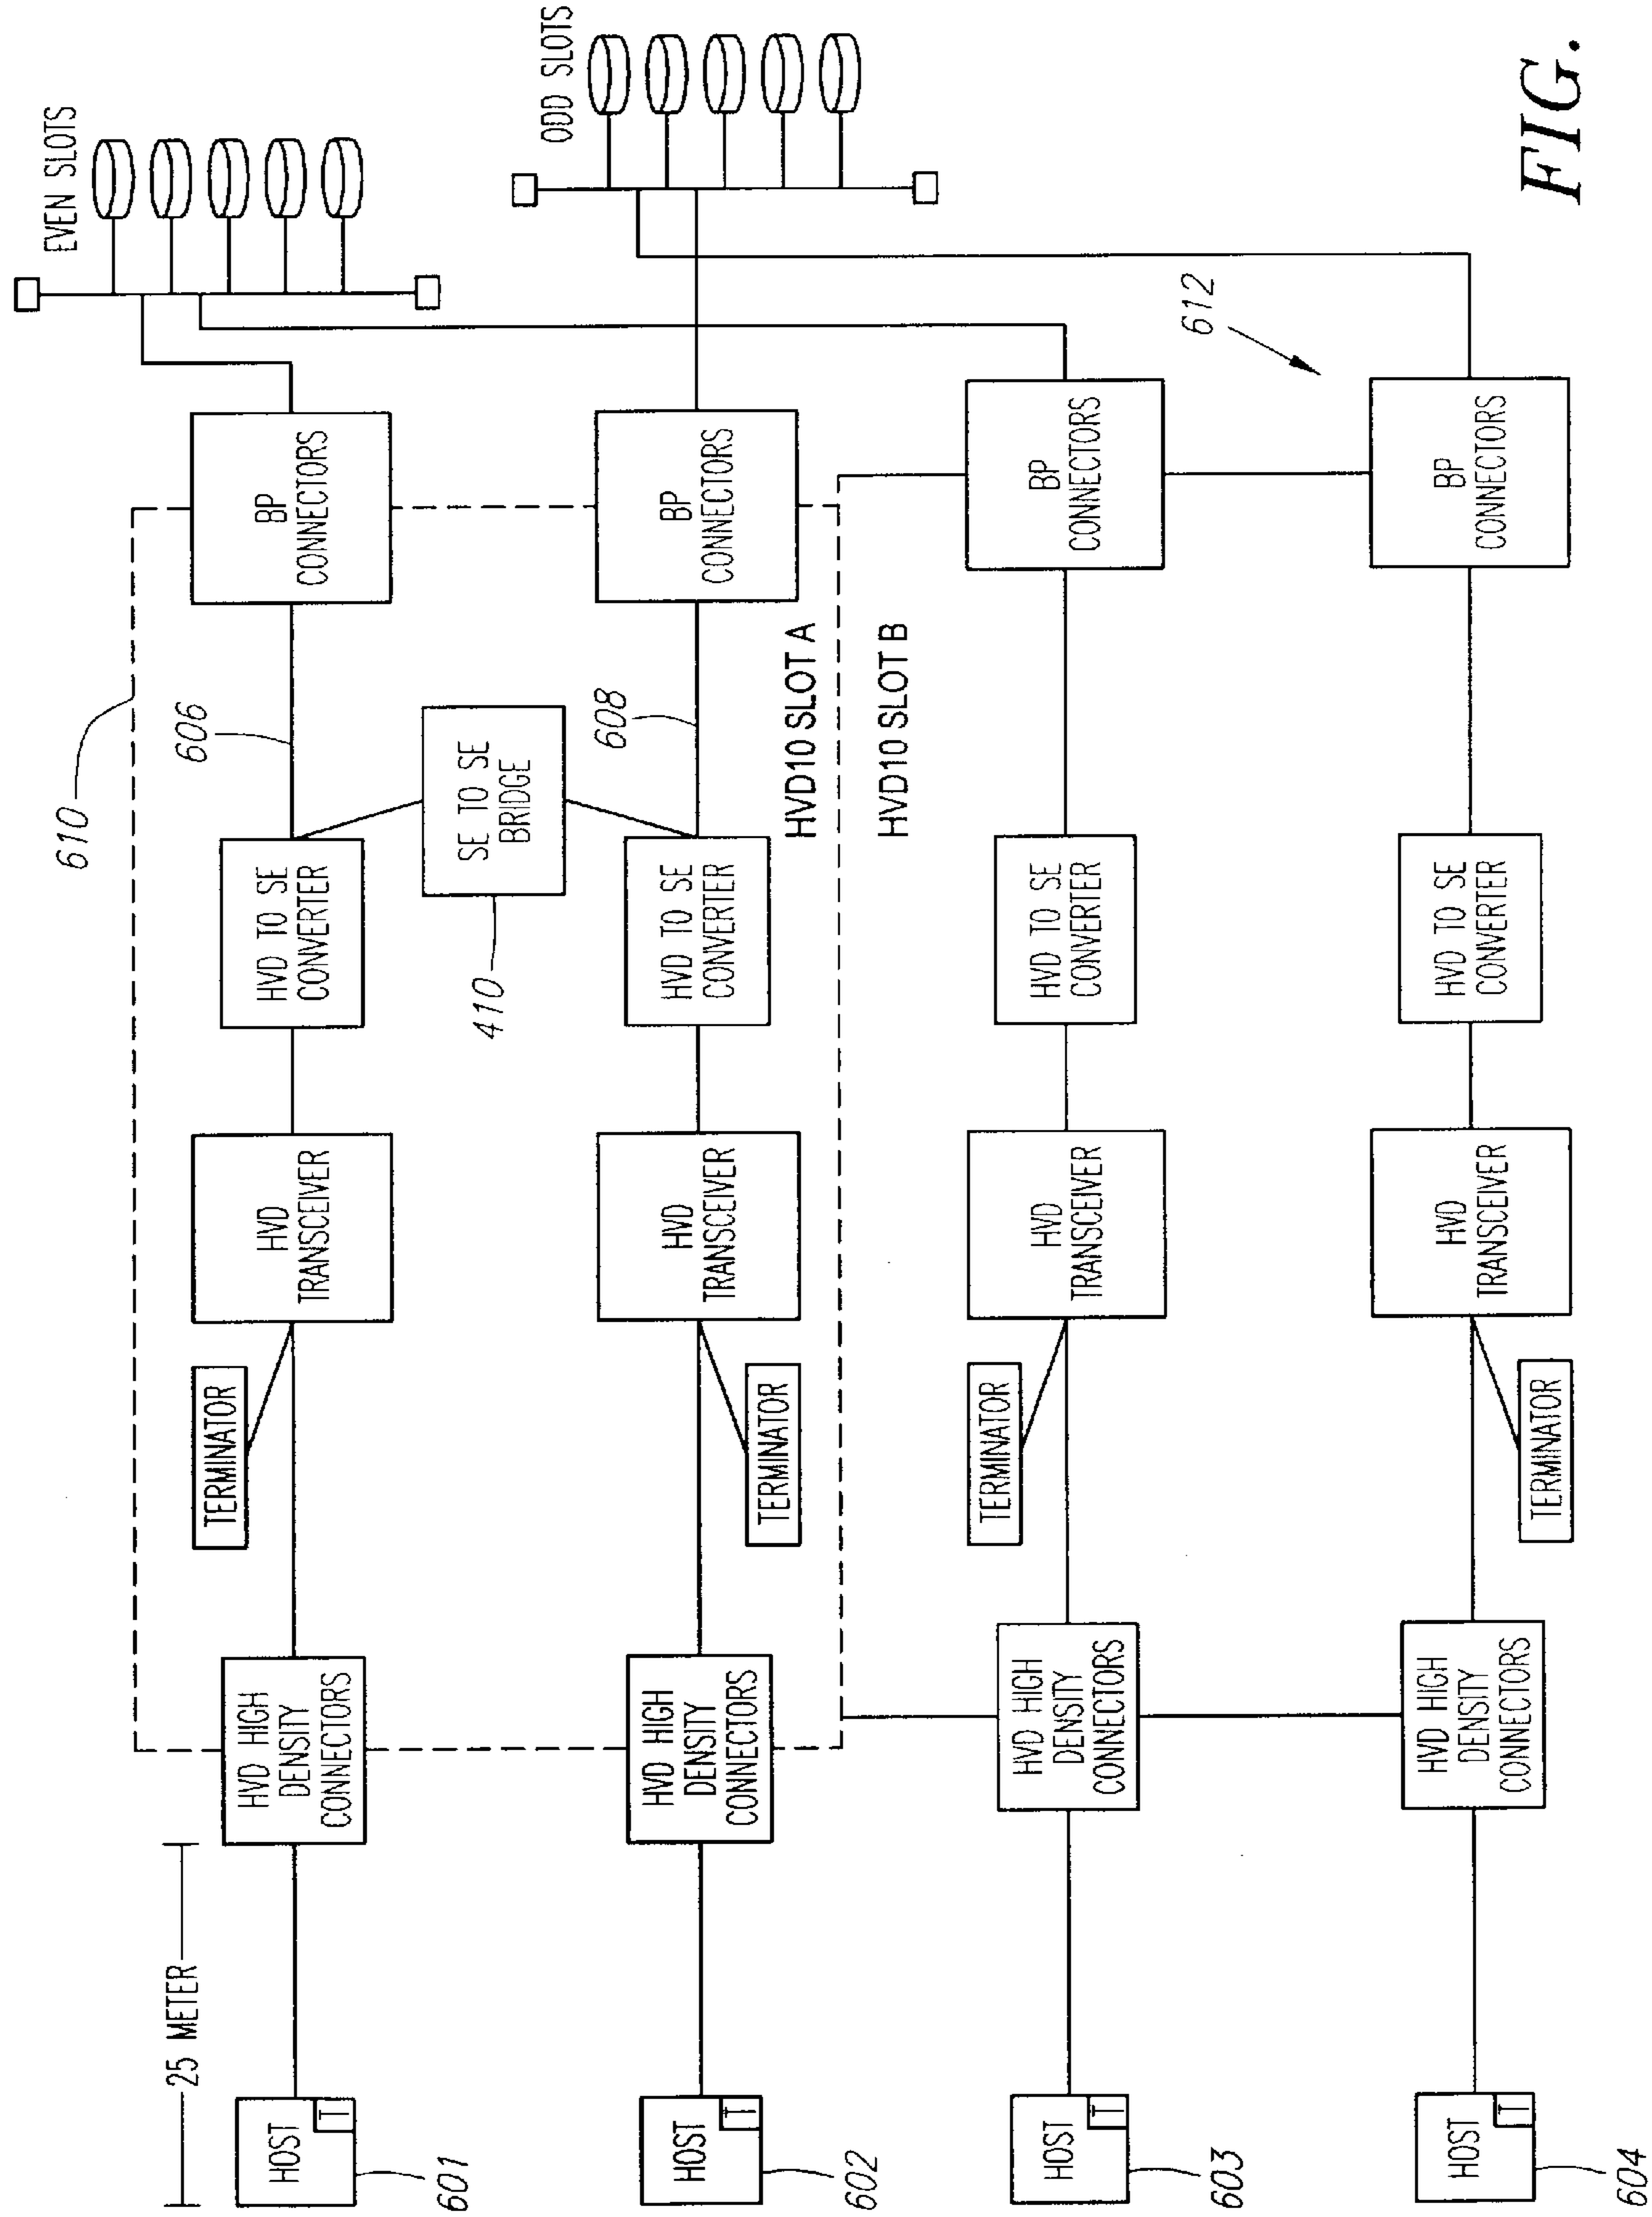 EVEN SLOTS
ODD SLOTS
610
606
608
410
612
BP
CONNECTORS
BP
CONNECTORS
BP
CONNECTORS
BP
CONNECTORS
SE TO SE
BRIDGE
HVD10 SLOT A
HVD10 SLOT B
HVD TO SE
CONVERTER
HVD TO SE
CONVERTER
HVD TO SE
CONVERTER
HVD TO SE
CONVERTER
HVD
TRANSCEIVER
HVD
TRANSCEIVER
HVD
TRANSCEIVER
HVD
TRANSCEIVER
TERMINATOR
TERMINATOR
TERMINATOR
TERMINATOR
HVD HIGH
DENSITY
CONNECTORS
HVD HIGH
DENSITY
CONNECTORS
HVD HIGH
DENSITY
CONNECTORS
HVD HIGH
DENSITY
CONNECTORS
25 METER
HOST
T
601
HOST
T
602
HOST
T
603
HOST
T
604
FIG.